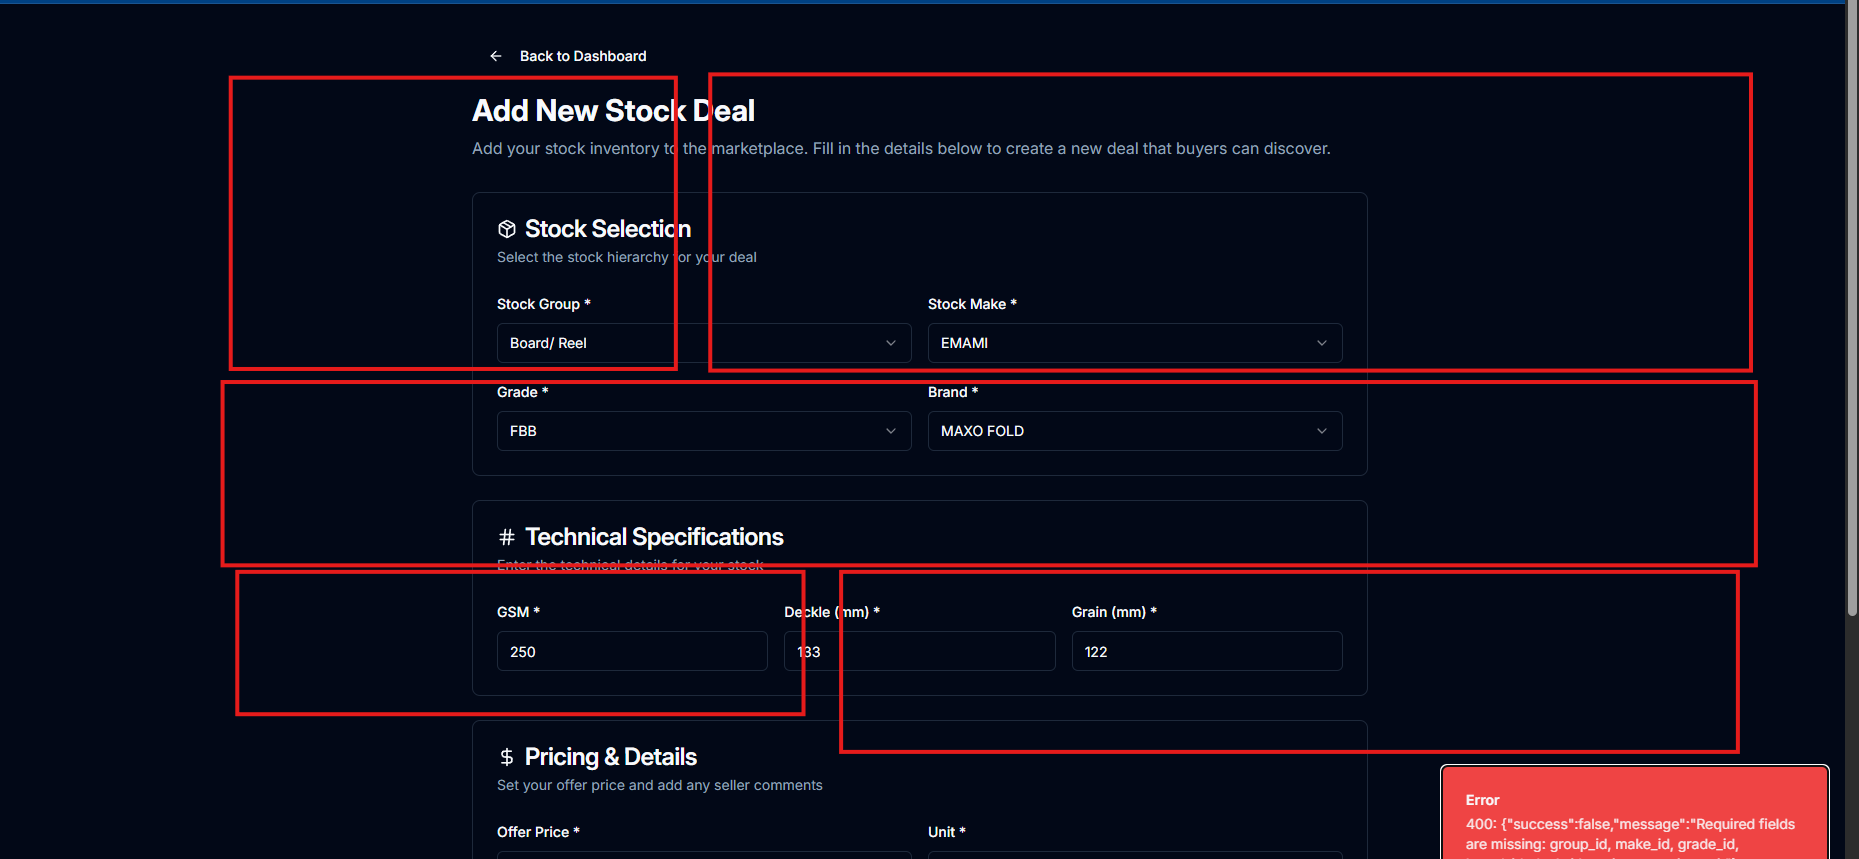 Back to Dashboard
Add New Stock Deal
Add your stock inventory to the marketplace. Fill in the details below to create a new deal that buyers can discover.
Stock Selection
Select the stock hierarchy for your deal
Stock Group *
Stock Make *
Board/ Reel
EMAMI
Grade *
Brand *
FBB
MAXO FOLD
Technical Specifications
Enter the technical details for your stock
GSM *
Deckle (mm) *
Grain (mm) *
250
133
122
Pricing & Details
Set your offer price and add any seller comments
Offer Price *
Unit *
Error
400: {"success":false,"message":"Required fields
are missing: group_id, make_id, grade_id,